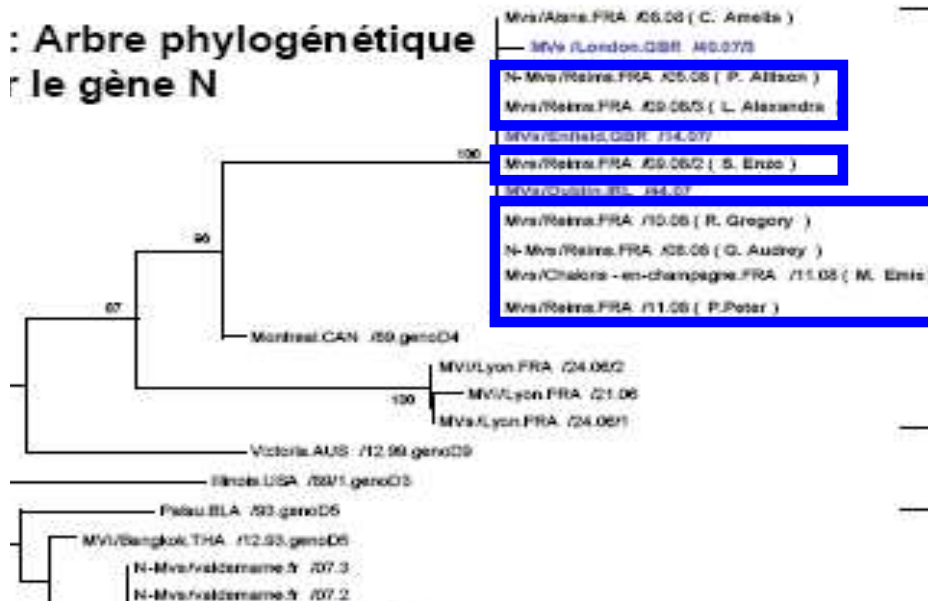 : Arbre phylogénétique
r le gène N
Mvs/Aisne.FRA /06.08 ( C. Amelia )
MVs /London.GBR /40.07/3
N-Mvs/Reims.FRA /05.08 ( P. Allison )
Mvs/Reims.FRA /09.08/3 ( L. Alexandra
MVs/Enfield.GBR /14.07/
100
Mvs/Reims.FRA /09.08/2 ( S. Enzo )
MVs/Dublin.IRL /44.07
Mvs/Reims.FRA /10.08 ( R. Gregory )
96
N-Mvs/Reims.FRA /08.08 ( G. Audrey )
Mvs/Chalons -en-champagne.FRA /11.08 ( M. Emis
Mvs/Reims.FRA /11.08 ( P.Peter )
67
Montreal.CAN /89.genoD4
MVI/Lyon.FRA /24.06/2
MVI/Lyon.FRA /21.06
100
MVs/Lyon.FRA /24.06/1
Victoria.AUS /12.99.genoD9
Illinois.USA /89/1.genoD3
Palau.BLA /93.genoD5
MVI/Bangkok.THA /12.93.genoD5
N-Mvs/valdemarne.fr /07.3
N-Mvs/valdemarne.fr /07.2